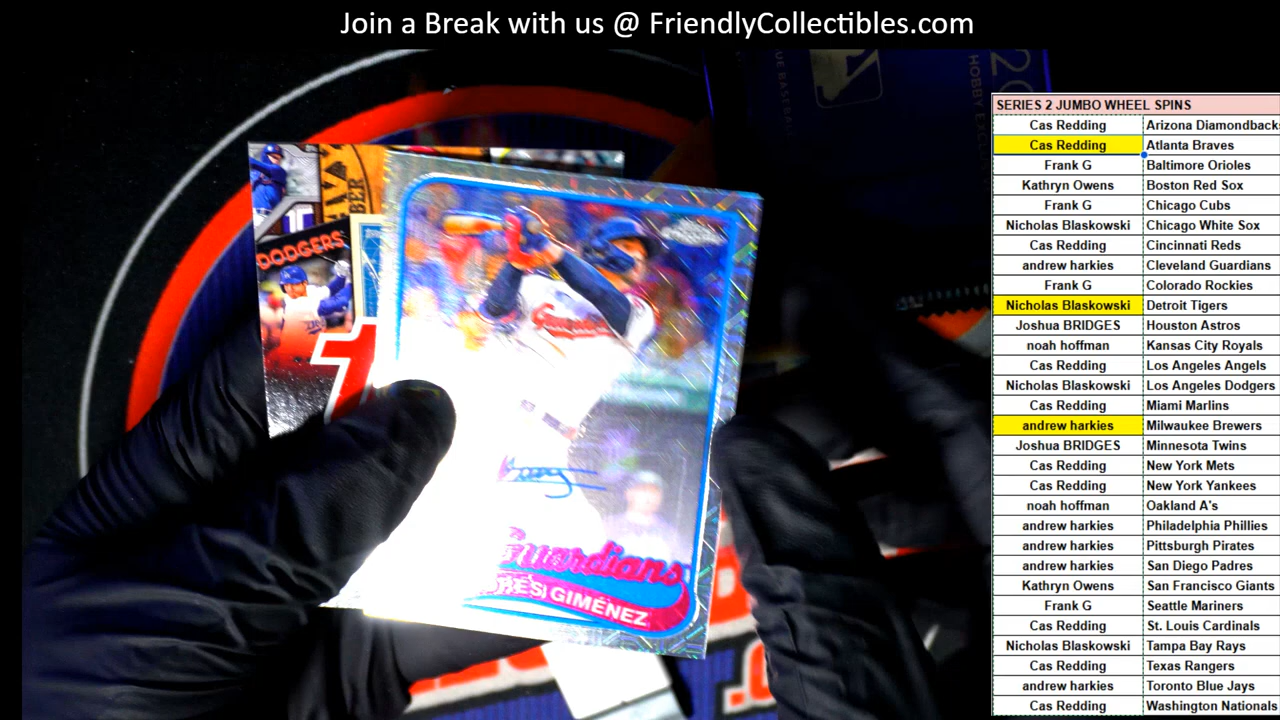 Join a Break with us @ FriendlyCollectibles.com
SERIES 2 JUMBO WHEEL SPINS
Cas Redding Arizona Diamondback
Cas Redding Atlanta Braves
Frank G Baltimore Orioles
Kathryn Owens Boston Red Sox
Frank G Chicago Cubs
Nicholas Blaskowski Chicago White Sox
Cas Redding Cincinnati Reds
andrew harkies Cleveland Guardians
Frank G Colorado Rockies
Nicholas Blaskowski Detroit Tigers
Joshua BRIDGES Houston Astros
noah hoffman Kansas City Royals
Cas Redding Los Angeles Angels
Nicholas Blaskowski Los Angeles Dodgers
Cas Redding Miami Marlins
andrew harkies Milwaukee Brewers
Joshua BRIDGES Minnesota Twins
Cas Redding New York Mets
Cas Redding New York Yankees
noah hoffman Oakland A's
andrew harkies Philadelphia Phillies
andrew harkies Pittsburgh Pirates
andrew harkies San Diego Padres
Kathryn Owens San Francisco Giants
Frank G Seattle Mariners
Cas Redding St. Louis Cardinals
Nicholas Blaskowski Tampa Bay Rays
Cas Redding Texas Rangers
andrew harkies Toronto Blue Jays
Cas Redding Washington Nationals
DODGERS
1
Guardians
GIMÉNEZ
HOBBY